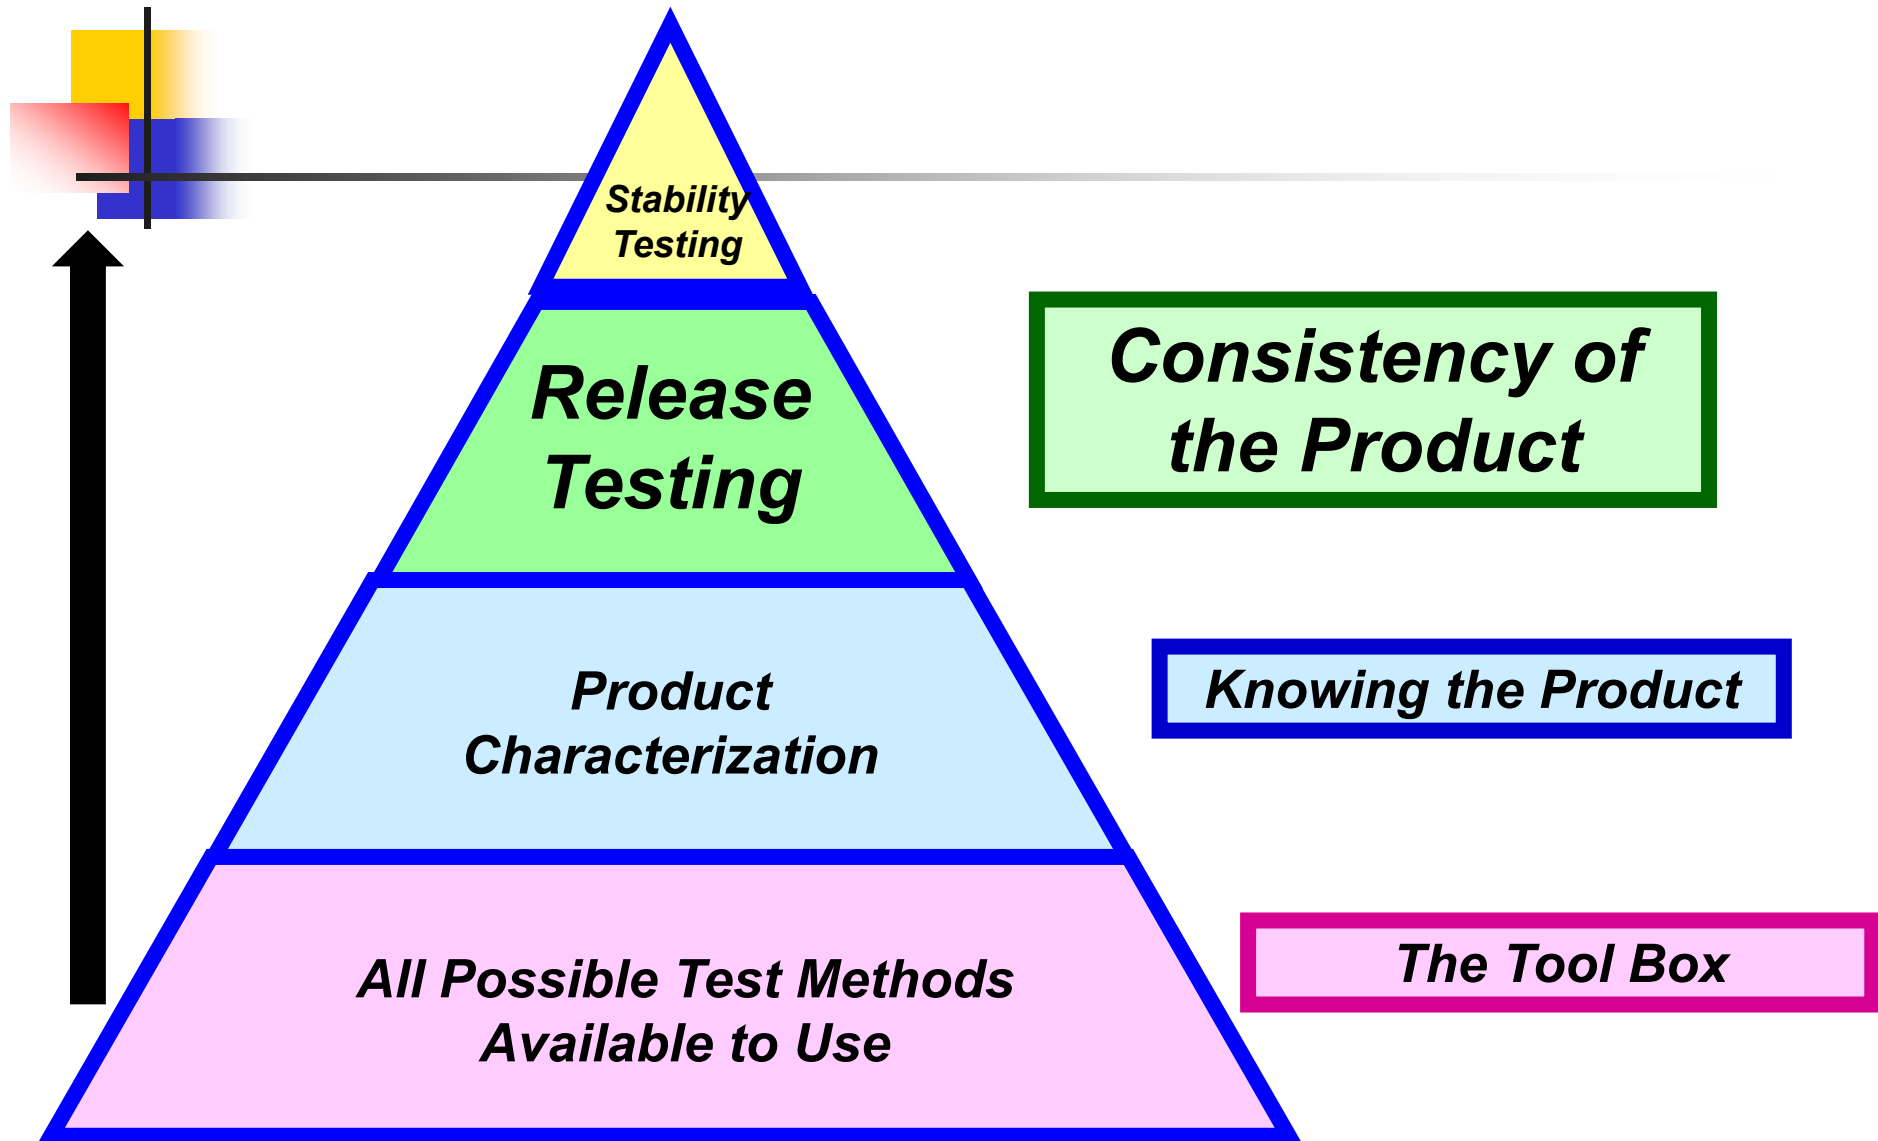 Stability
Testing
Release
Testing
Consistency of
the Product
Product
Characterization
Knowing the Product
All Possible Test Methods
Available to Use
The Tool Box